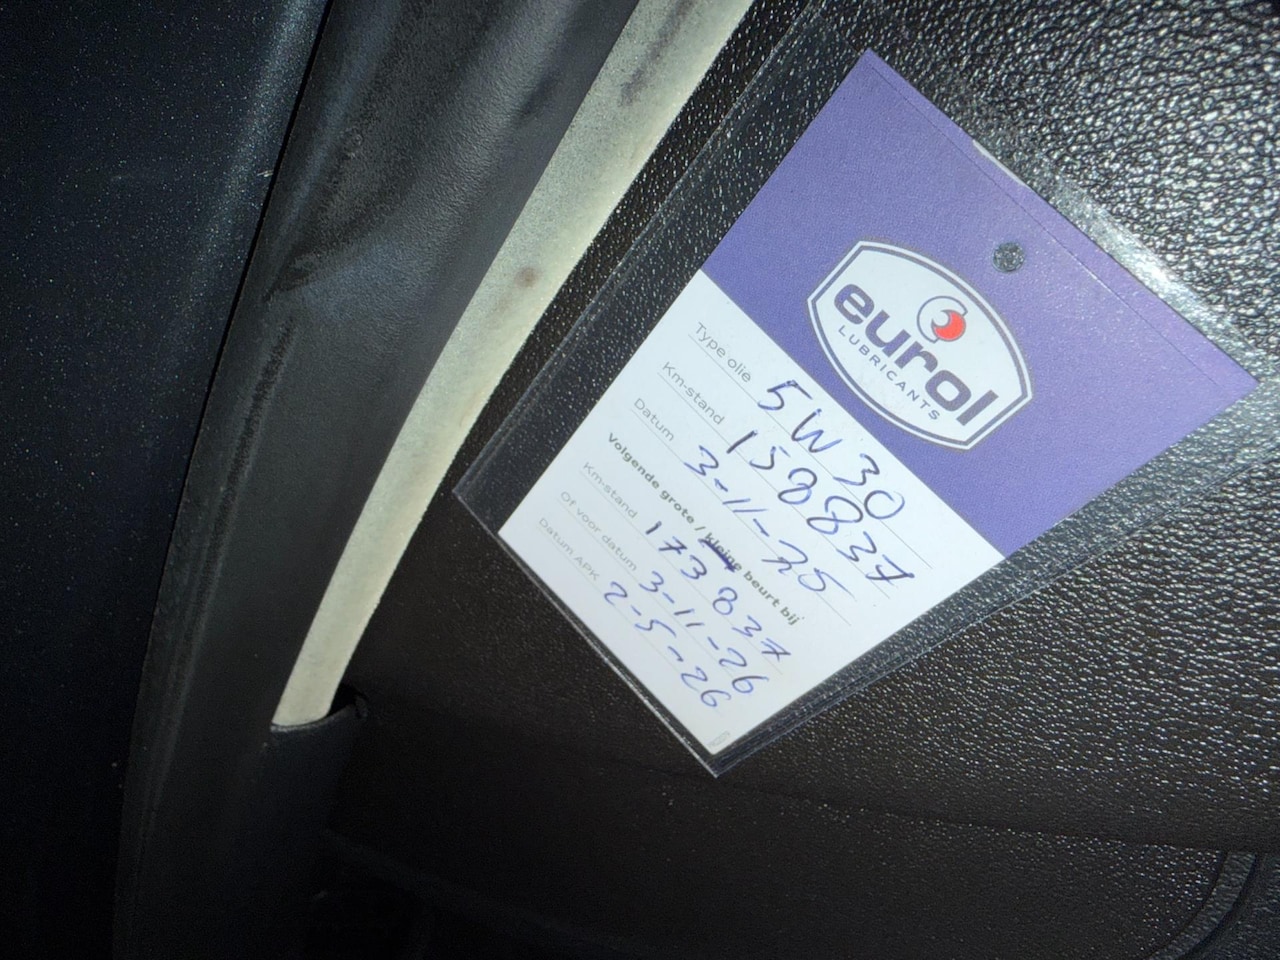 eurol
LUBRICANTS
Type olie 5W30
Km-stand 158837
Datum 3-11-25
Volgende grote / kleine beurt bij
Km-stand 173837
Of voor datum 3-11-26
Datum APK 2-5-26